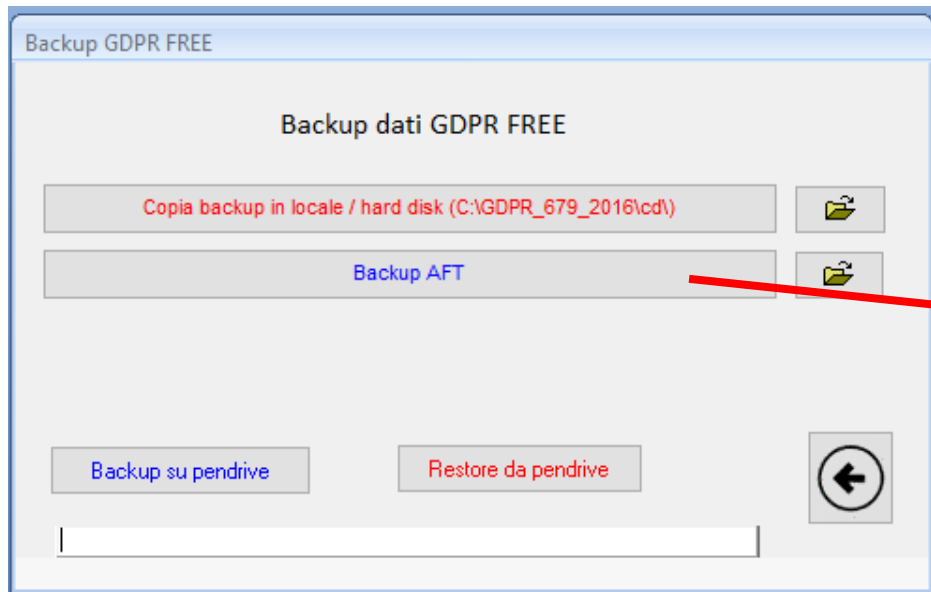 Backup GDPR FREE
Backup dati GDPR FREE
Copia backup in locale / hard disk (C:\GDPR_679_2016\cd\)
Backup AFT
Backup su pendrive
Restore da pendrive